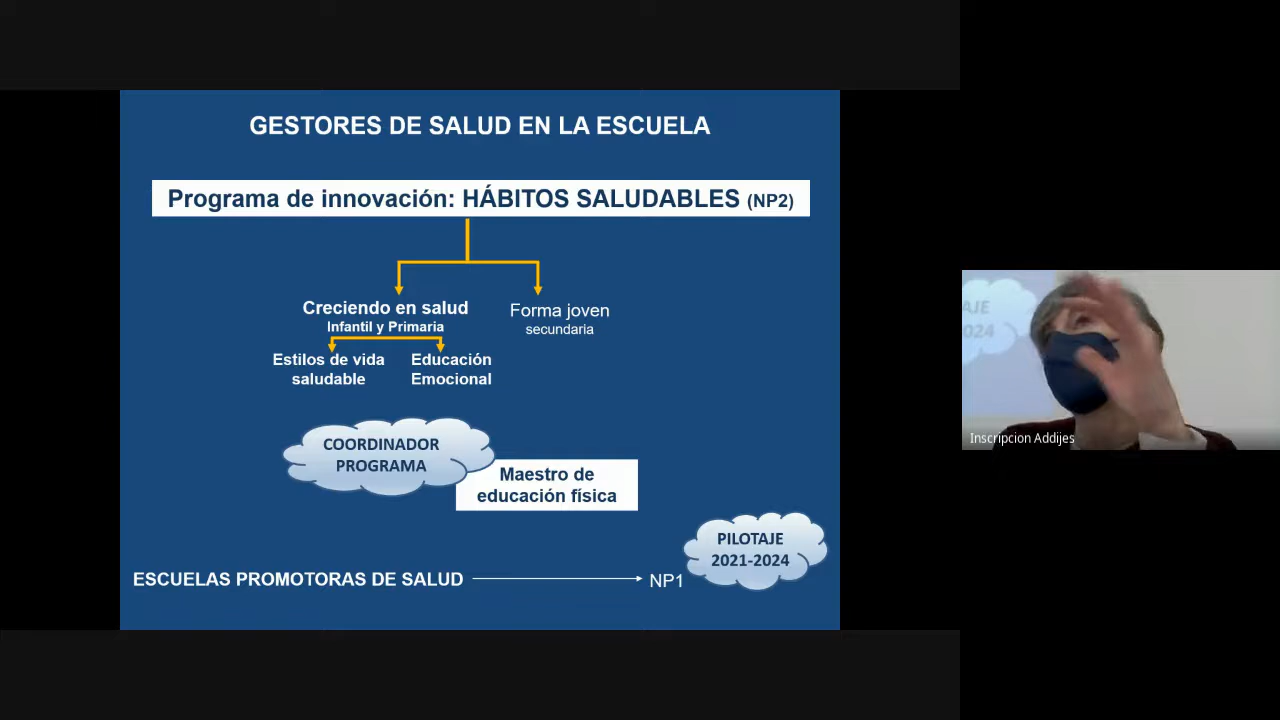 GESTORES DE SALUD EN LA ESCUELA
Programa de innovación: HÁBITOS SALUDABLES (NP2)
Creciendo en salud
Infantil y Primaria
Forma joven
secundaria
Estilos de vida
saludable
Educación
Emocional
COORDINADOR
PROGRAMA
Maestro de
educación física
PILOTAJE
2021-2024
ESCUELAS PROMOTORAS DE SALUD
NP1
AJE
024
Inscripcion Addijes